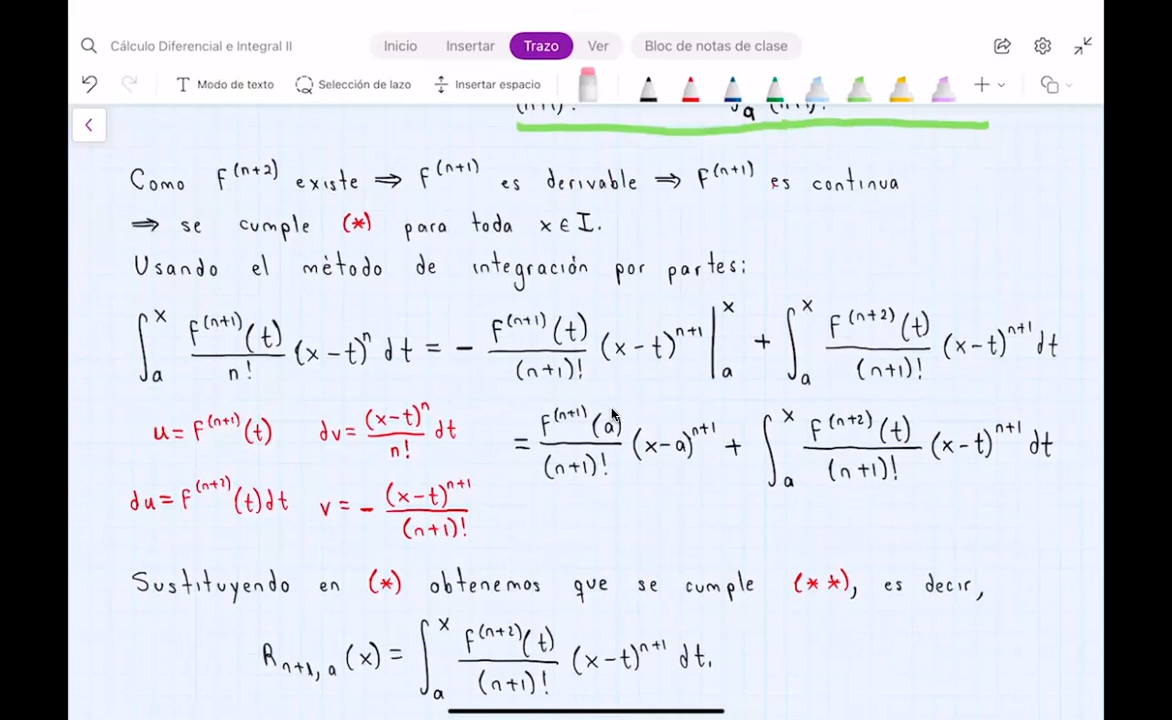 Cálculo Diferencial e Integral II Inicio Insertar Trazo Ver Bloc de notas de clase
Modo de texto Selección de lazo Insertar espacio
Como F^(n+2) existe ⇒ F^(n+1) es derivable ⇒ F^(n+1) es continua
⇒ se cumple (*) para toda x ∈ I.
Usando el método de integración por partes:
∫_a^x F^(n+1)(t)/n! (x-t)^n dt = - F^(n+1)(t)/(n+1)! (x-t)^{n+1} |_a^x + ∫_a^x F^(n+2)(t)/(n+1)! (x-t)^{n+1} dt
u = F^(n+1)(t) dv = (x-t)^n/n! dt = F^(n+1)(a)/(n+1)! (x-a)^{n+1} + ∫_a^x F^(n+2)(t)/(n+1)! (x-t)^{n+1} dt
du = F^(n+2)(t) dt v = - (x-t)^{n+1}/(n+1)!
Sustituyendo en (*) obtenemos que se cumple (**), es decir,
R_{n+1,a}(x) = ∫_a^x F^(n+2)(t)/(n+1)! (x-t)^{n+1} dt.